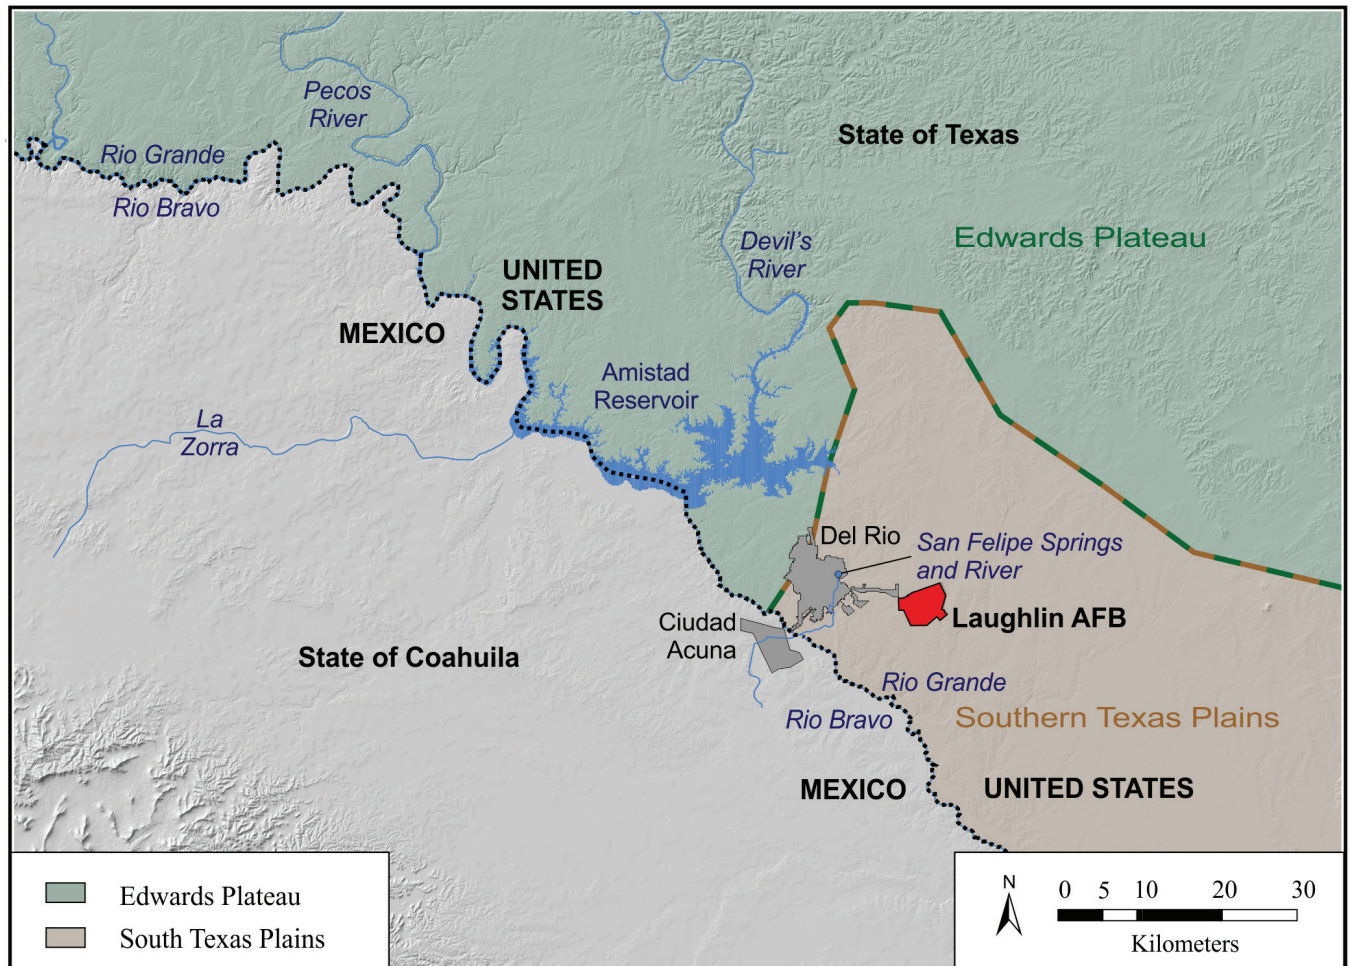 Pecos
River
State of Texas
Rio Grande
Rio Bravo
Devil's
River
Edwards Plateau
UNITED
STATES
MEXICO
Amistad
Reservoir
La
Zorra
Del Rio
San Felipe Springs
and River
Laughlin AFB
Ciudad
Acuna
State of Coahuila
Rio Grande
Rio Bravo
Southern Texas Plains
MEXICO
UNITED STATES
Edwards Plateau
South Texas Plains
N
0 5 10 20 30
Kilometers